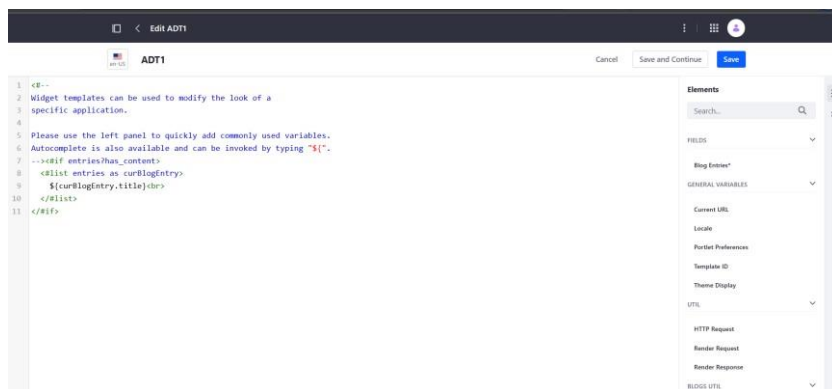 Edit ADT1
en-US
ADT1
Cancel
Save and Continue
Save
1 <#--
2 Widget templates can be used to modify the look of a
3 specific application.
4
5 Please use the left panel to quickly add commonly used variables.
6 Autocomplete is also available and can be invoked by typing "${".
7 --><#if entries?has_content>
8 <#list entries as curBlogEntry>
9 ${curBlogEntry.title}<br>
10 </#list>
11 </#if>
Elements
Search...
FIELDS
Blog Entries*
GENERAL VARIABLES
Current URL
Locale
Portlet Preferences
Template ID
Theme Display
UTIL
HTTP Request
Render Request
Render Response
BLOGS UTIL